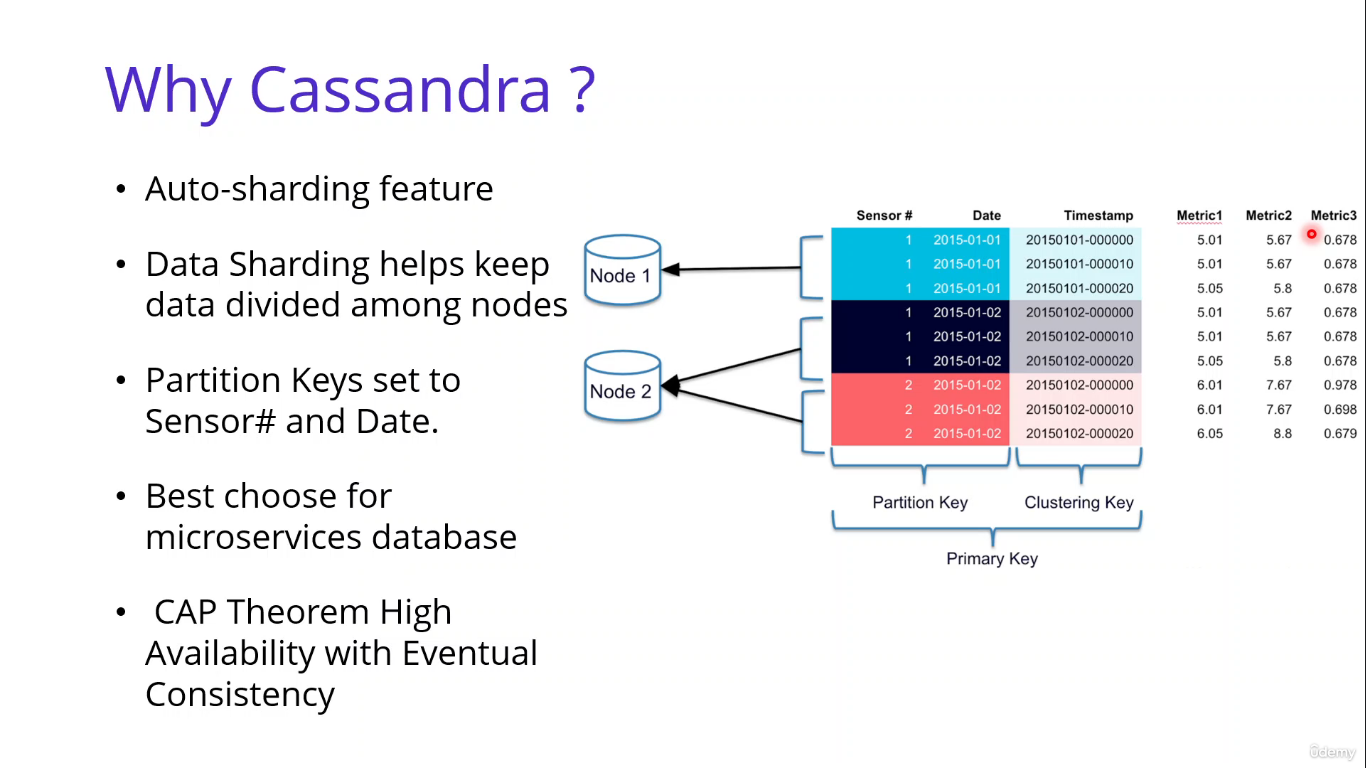 Why Cassandra ?
• Auto-sharding feature
• Data Sharding helps keep
data divided among nodes
• Partition Keys set to
Sensor# and Date.
• Best choose for
microservices database
• CAP Theorem High
Availability with Eventual
Consistency
Node 1
Node 2
Sensor # Date Timestamp Metric1 Metric2 Metric3
1 2015-01-01 20150101-000000 5.01 5.67 0.678
1 2015-01-01 20150101-000010 5.01 5.67 0.678
1 2015-01-01 20150101-000020 5.05 5.8 0.678
1 2015-01-02 20150102-000000 5.01 5.67 0.678
1 2015-01-02 20150102-000010 5.01 5.67 0.678
1 2015-01-02 20150102-000020 5.05 5.8 0.678
2 2015-01-02 20150102-000000 6.01 7.67 0.978
2 2015-01-02 20150102-000010 6.01 7.67 0.698
2 2015-01-02 20150102-000020 6.05 8.8 0.679
Partition Key Clustering Key
Primary Key
ûdemy